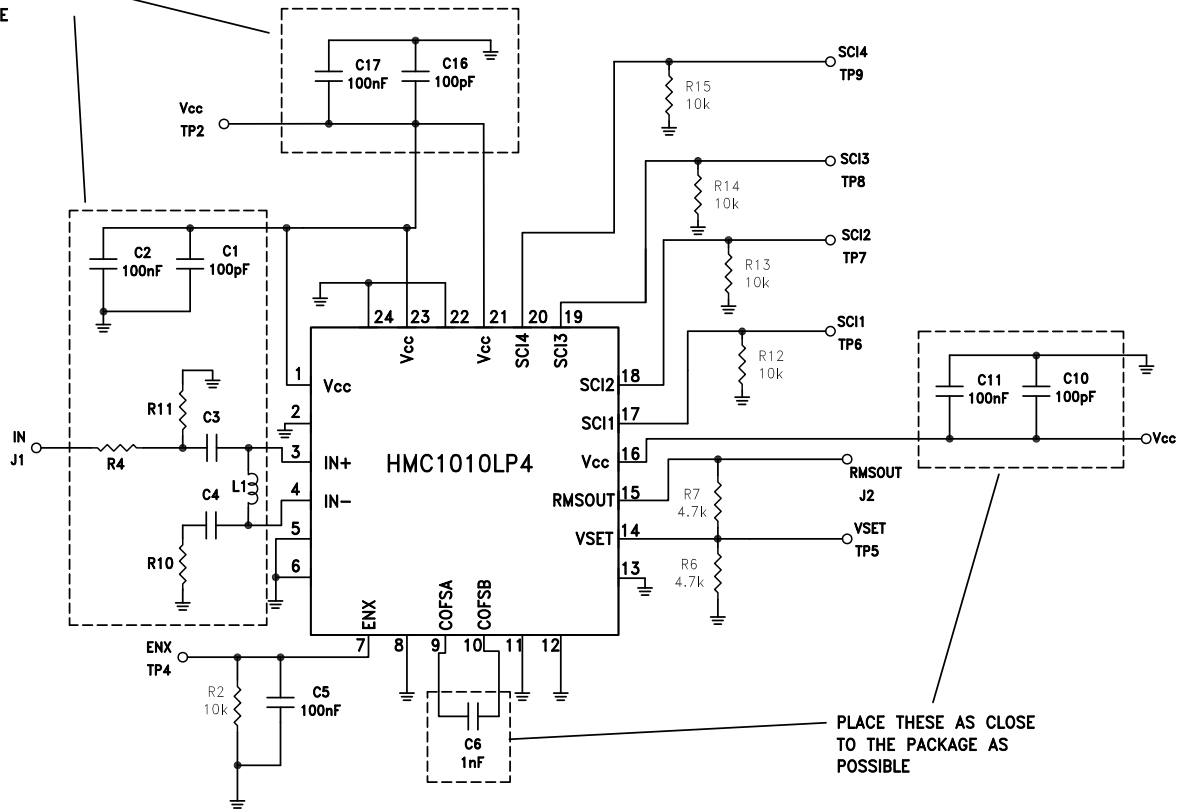 E
C17
100nF
C16
100pF
Vcc
TP2
SCI4
TP9
R15
10k
SCI3
TP8
R14
10k
SCI2
TP7
R13
10k
SCI1
TP6
R12
10k
C2
100nF
C1
100pF
24
23
22
21
20
19
Vcc
Vcc
SCI4
SCI3
1
Vcc
2
3
IN+
4
IN-
5
6
HMC1010LP4
SCI2
18
SCI1
17
Vcc
16
RMSOUT
15
VSET
14
13
C11
100nF
C10
100pF
Vcc
RMSOUT
J2
R7
4.7k
VSET
TP5
R6
4.7k
IN
J1
R4
R11
C3
L1
C4
R10
ENX
COFSA
COFSB
7
8
9
10
11
12
ENX
TP4
R2
10k
C5
100nF
C6
1nF
PLACE THESE AS CLOSE
TO THE PACKAGE AS
POSSIBLE